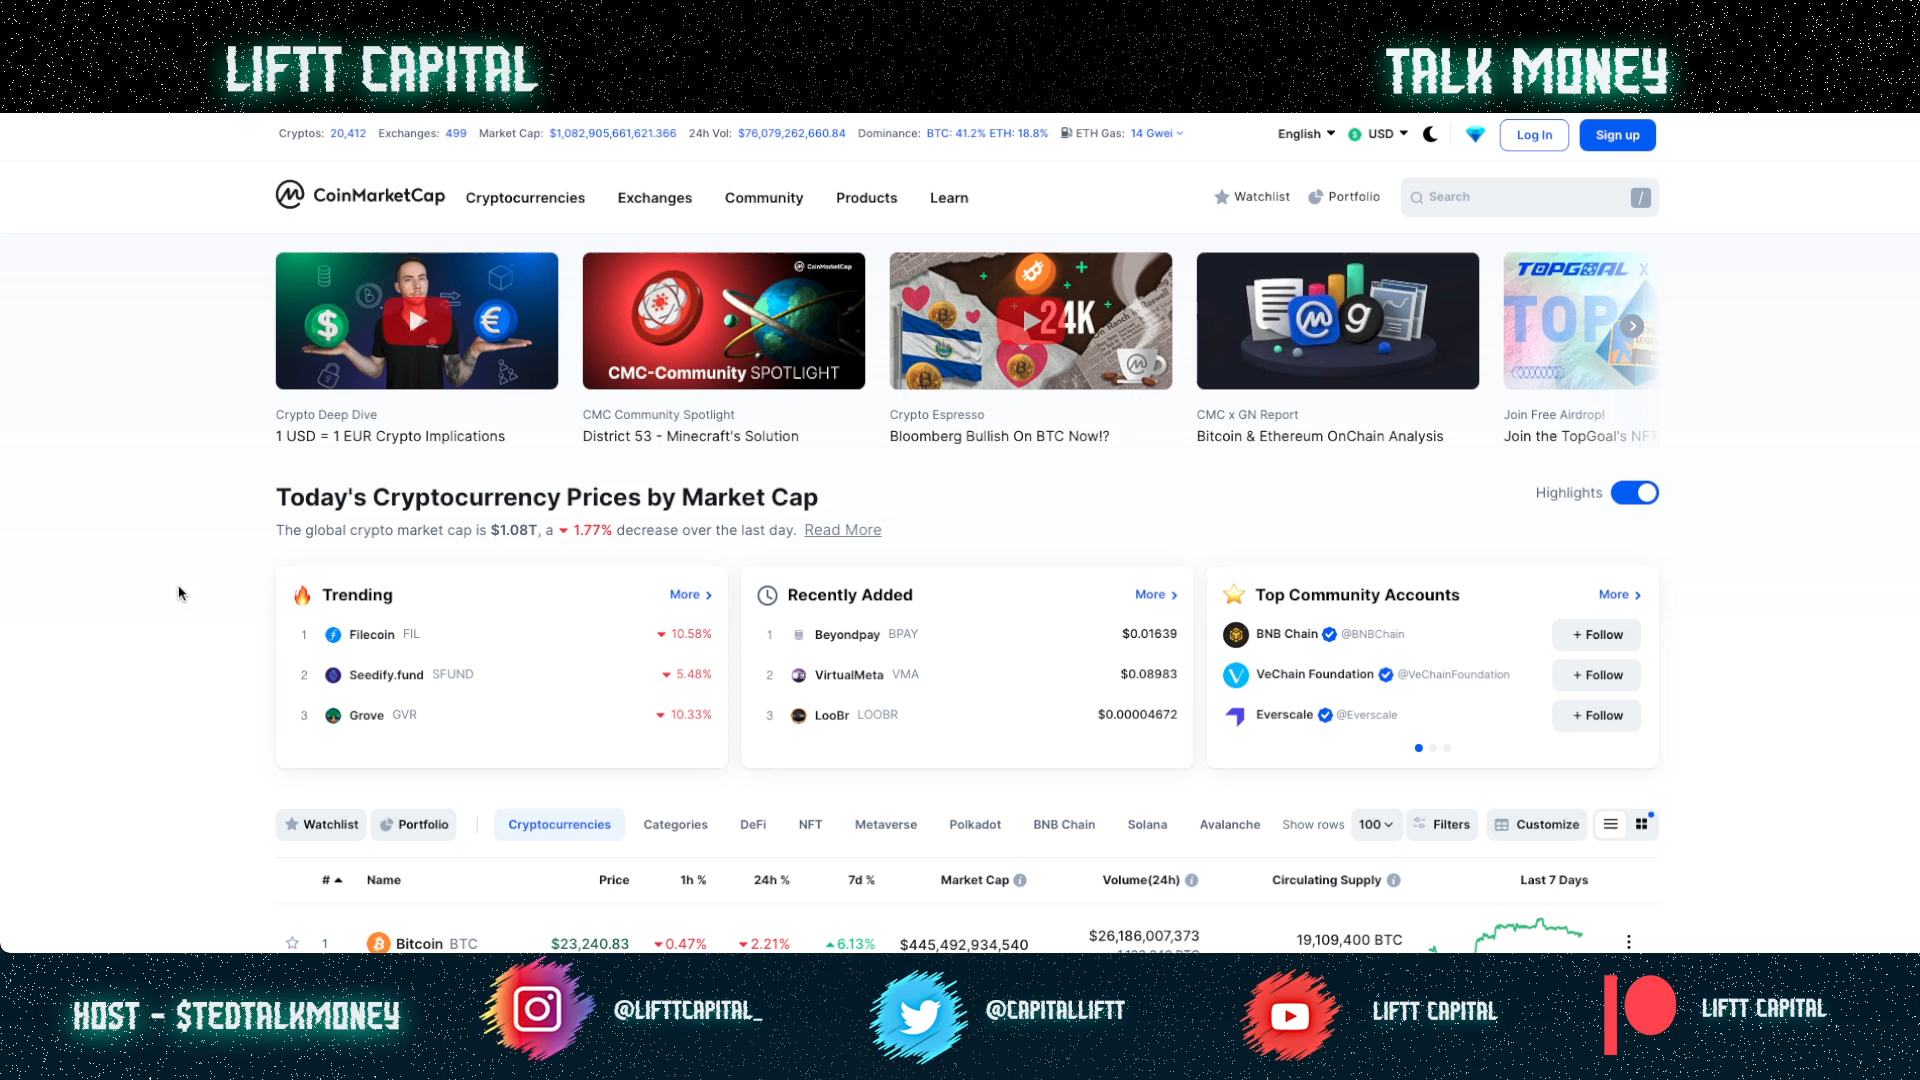 LIFTT CAPITAL
TALK MONEY
Cryptos: 20,412 Exchanges: 499 Market Cap: $1,082,905,661,621.366 24h Vol: $76,079,262,660.84 Dominance: BTC: 41.2% ETH: 18.8% ETH Gas: 14 Gwei
English USD Log In Sign up
CoinMarketCap Cryptocurrencies Exchanges Community Products Learn
Watchlist Portfolio Search /
CoinMarketCap
CMC-Community SPOTLIGHT
24K
TOPGOAL X
TOP
Crypto Deep Dive
1 USD = 1 EUR Crypto Implications
CMC Community Spotlight
District 53 - Minecraft's Solution
Crypto Espresso
Bloomberg Bullish On BTC Now!?
CMC x GN Report
Bitcoin & Ethereum OnChain Analysis
Join Free Airdrop!
Join the TopGoal's NFT
Today's Cryptocurrency Prices by Market Cap
Highlights
The global crypto market cap is $1.08T, a 1.77% decrease over the last day. Read More
Trending More
1 Filecoin FIL 10.58%
2 Seedify.fund SFUND 5.48%
3 Grove GVR 10.33%
Recently Added More
1 Beyondpay BPAY $0.01639
2 VirtualMeta VMA $0.08983
3 LooBr LOOBR $0.00004672
Top Community Accounts More
BNB Chain @BNBChain + Follow
VeChain Foundation @VeChainFoundation + Follow
Everscale @Everscale + Follow
Watchlist Portfolio Cryptocurrencies Categories DeFi NFT Metaverse Polkadot BNB Chain Solana Avalanche Show rows 100 Filters Customize
# Name Price 1h % 24h % 7d % Market Cap Volume(24h) Circulating Supply Last 7 Days
1 Bitcoin BTC $23,240.83 0.47% 2.21% 6.13% $445,492,934,540 $26,186,007,373 19,109,400 BTC
HOST - $TEDTALKMONEY
@LIFTTCAPITAL_
@CAPITALLIFTT
LIFTT CAPITAL
LIFTT CAPITAL